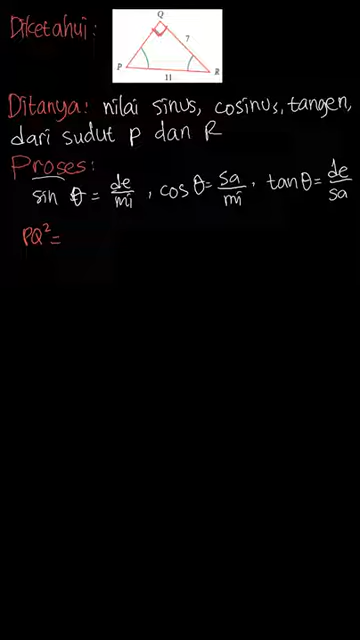 Diketahui:
Q
7
P
R
11
Ditanya: nilai sinus, cosinus, tangen,
dari sudut p dan R
Proses:
sin θ = de/mi, cos θ = sa/mi, tan θ = de/sa
PQ² =